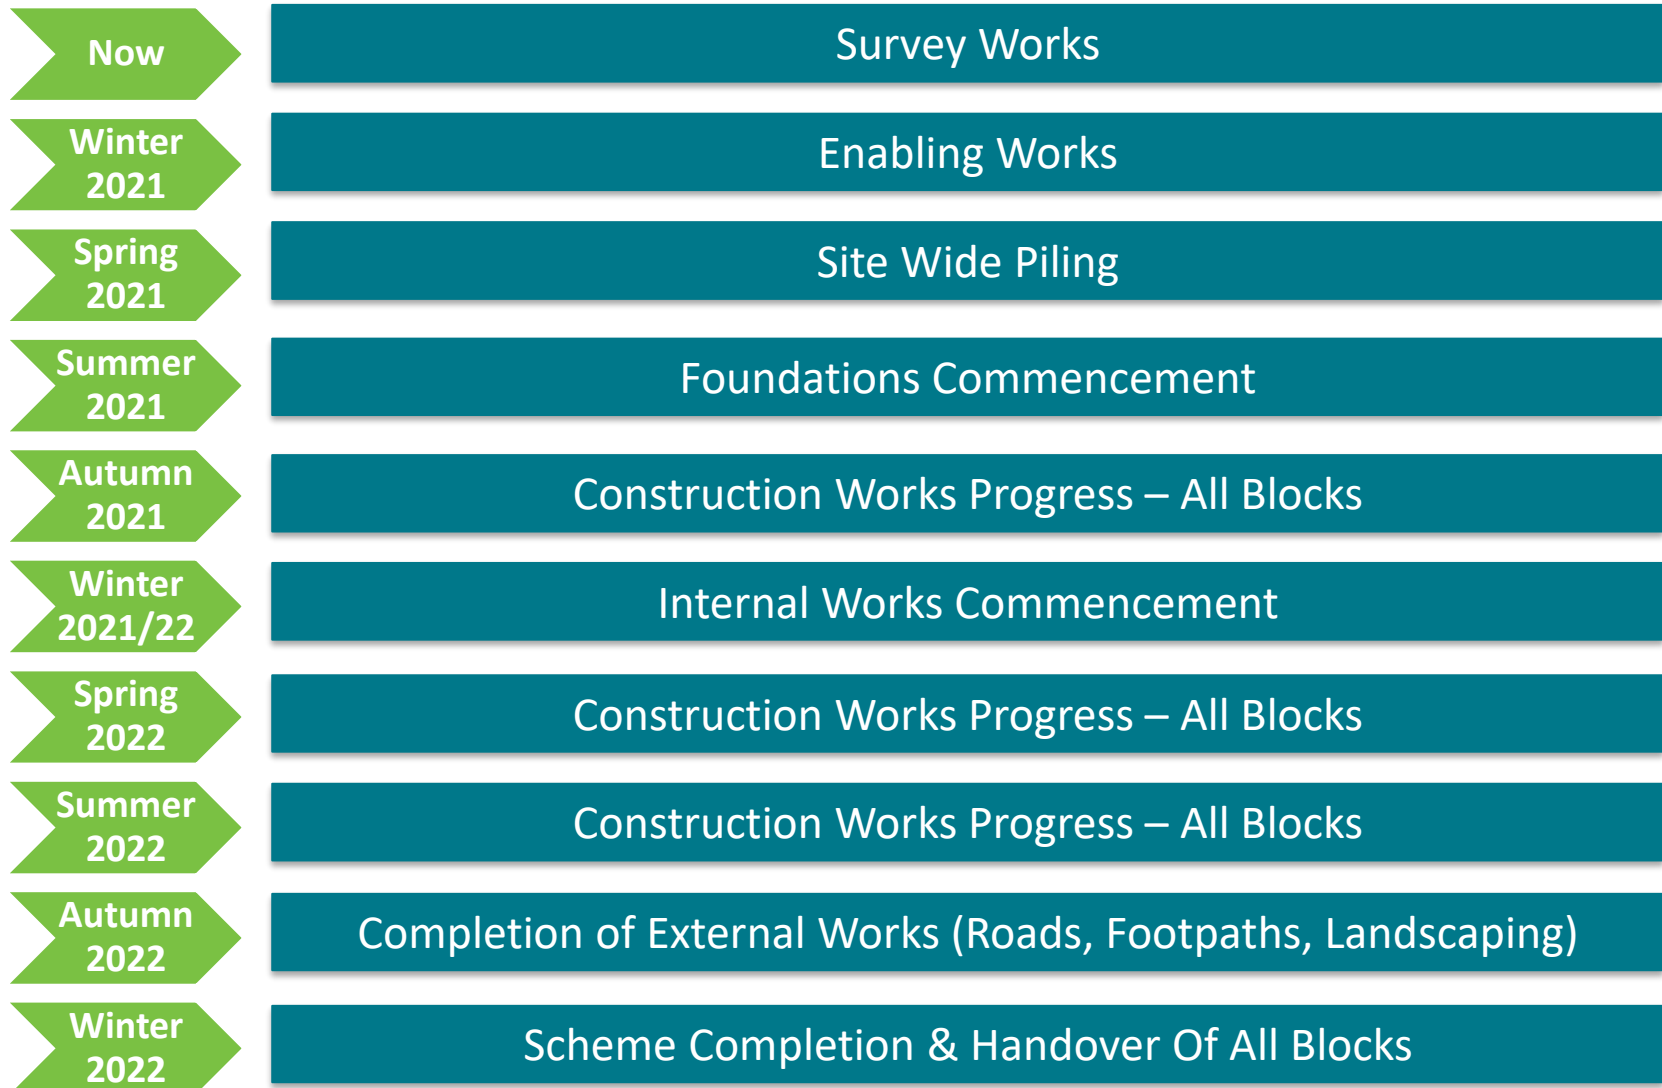 Now
Survey Works
Winter
2021
Enabling Works
Spring
2021
Site Wide Piling
Summer
2021
Foundations Commencement
Autumn
2021
Construction Works Progress – All Blocks
Winter
2021/22
Internal Works Commencement
Spring
2022
Construction Works Progress – All Blocks
Summer
2022
Construction Works Progress – All Blocks
Autumn
2022
Completion of External Works (Roads, Footpaths, Landscaping)
Winter
2022
Scheme Completion & Handover Of All Blocks